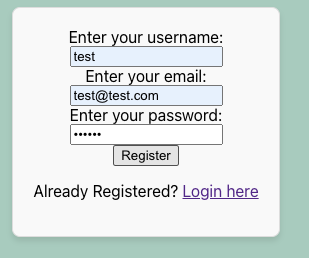 Enter your username:
test
Enter your email:
test@test.com
Enter your password:
••••••
Register
Already Registered? Login here